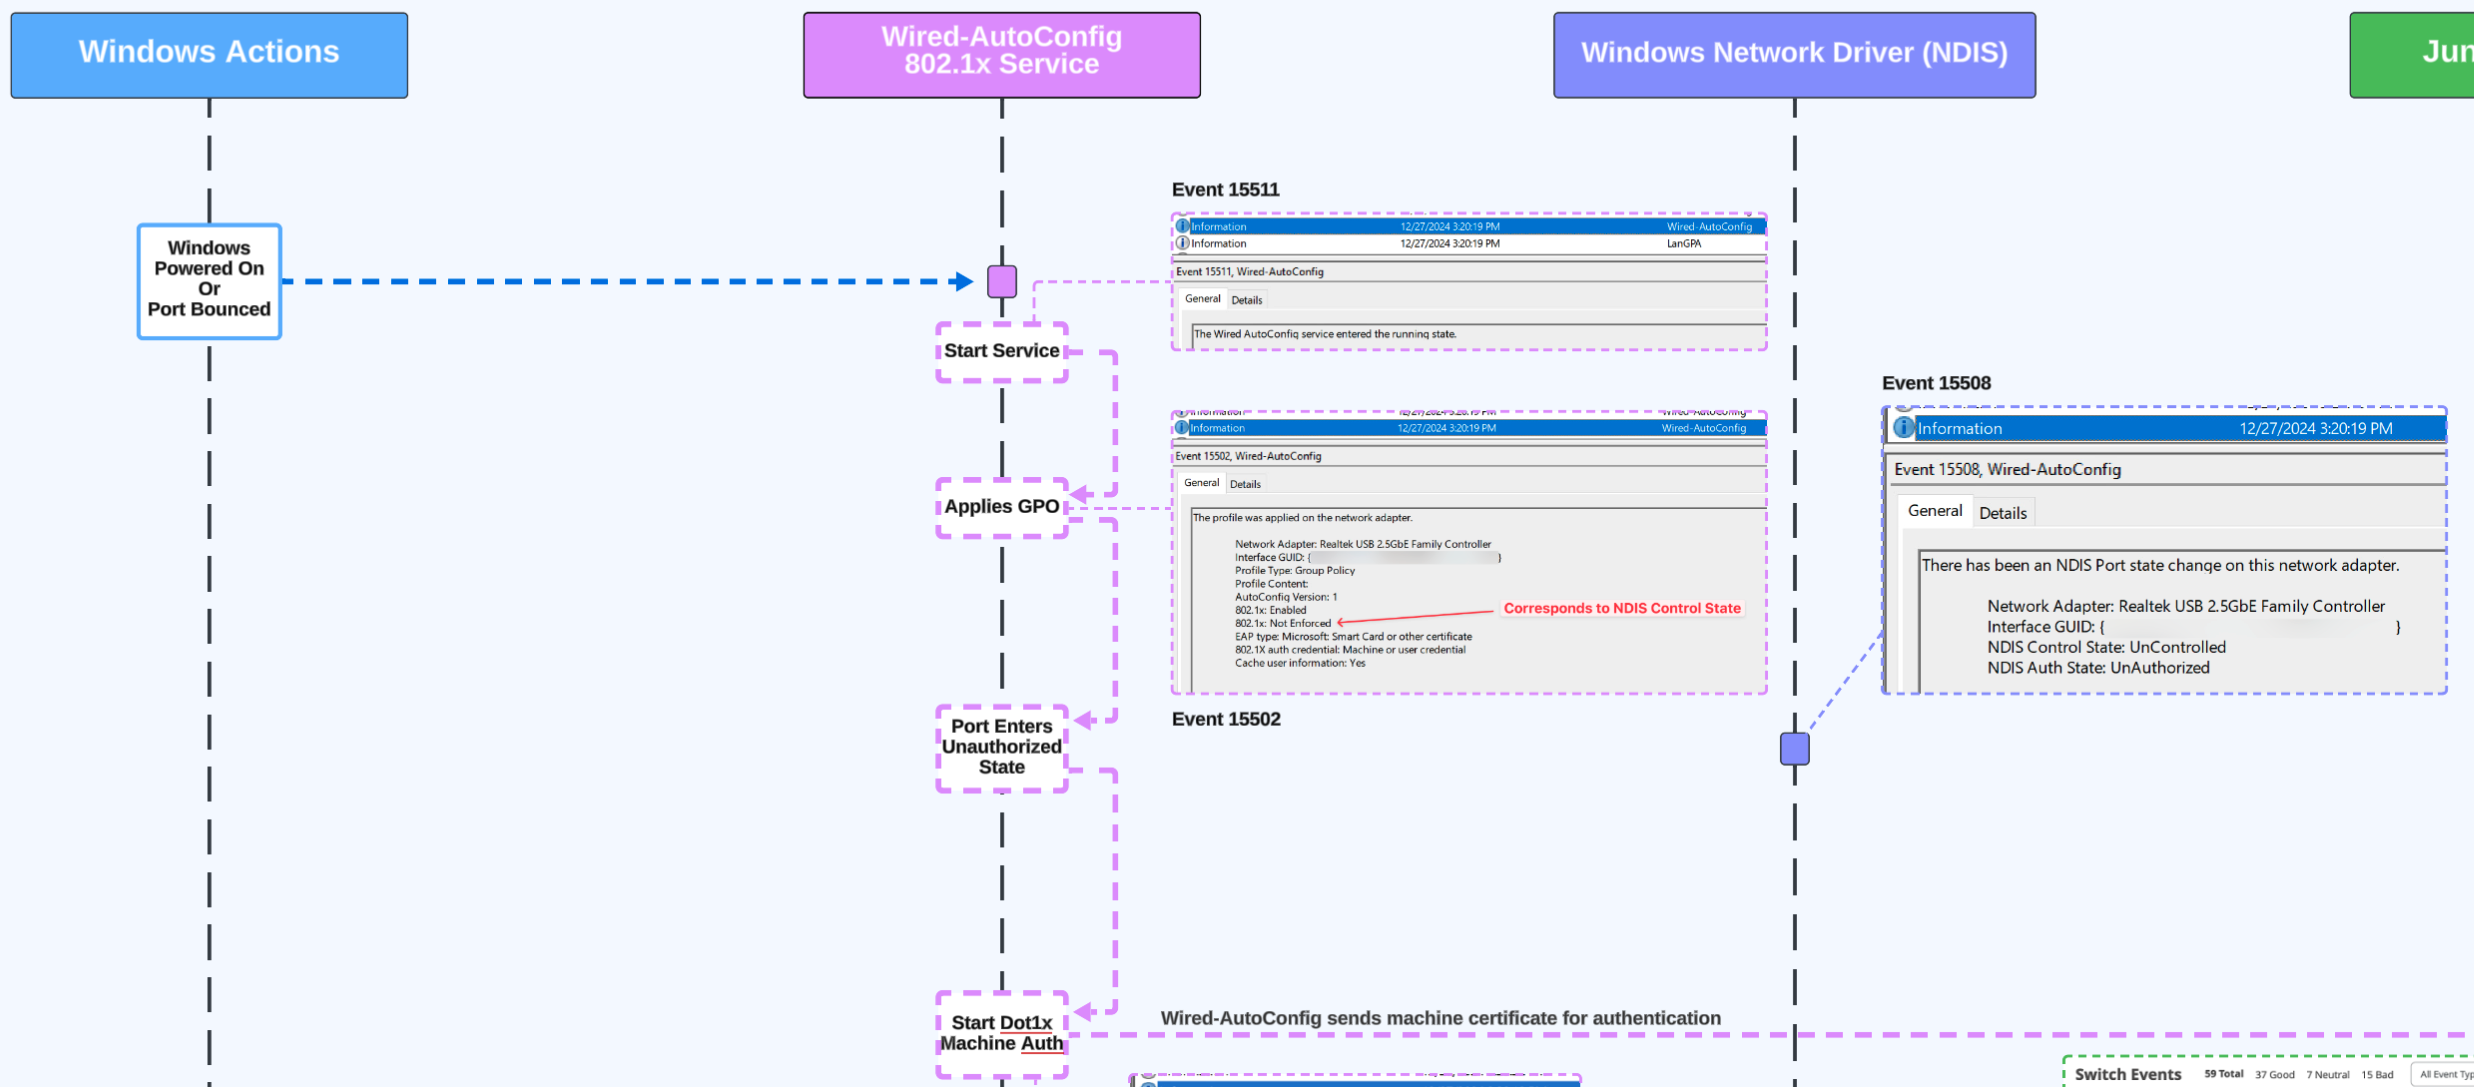 Windows Actions
Wired-AutoConfig
802.1x Service
Windows Network Driver (NDIS)
Jun
Windows
Powered On
Or
Port Bounced
Event 15511
Information 12/27/2024 3:20:19 PM Wired-AutoConfig
Information 12/27/2024 3:20:19 PM LanGPA
Event 15511, Wired-AutoConfig
General Details
The Wired AutoConfig service entered the running state.
Start Service
Information 12/27/2024 3:20:19 PM Wired-AutoConfig
Event 15502, Wired-AutoConfig
General Details
The profile was applied on the network adapter.
Network Adapter: Realtek USB 2.5GbE Family Controller
Interface GUID: { }
Profile Type: Group Policy
Profile Content:
AutoConfig Version: 1
802.1x: Enabled
802.1x: Not Enforced
EAP type: Microsoft: Smart Card or other certificate
802.1X auth credential: Machine or user credential
Cache user information: Yes
Corresponds to NDIS Control State
Event 15502
Applies GPO
Event 15508
Information 12/27/2024 3:20:19 PM
Event 15508, Wired-AutoConfig
General Details
There has been an NDIS Port state change on this network adapter.
Network Adapter: Realtek USB 2.5GbE Family Controller
Interface GUID: { }
NDIS Control State: UnControlled
NDIS Auth State: UnAuthorized
Port Enters
Unauthorized
State
Start Dot1x
Machine Auth
Wired-AutoConfig sends machine certificate for authentication
Switch Events 59 Total 37 Good 7 Neutral 15 Bad All Event Typ